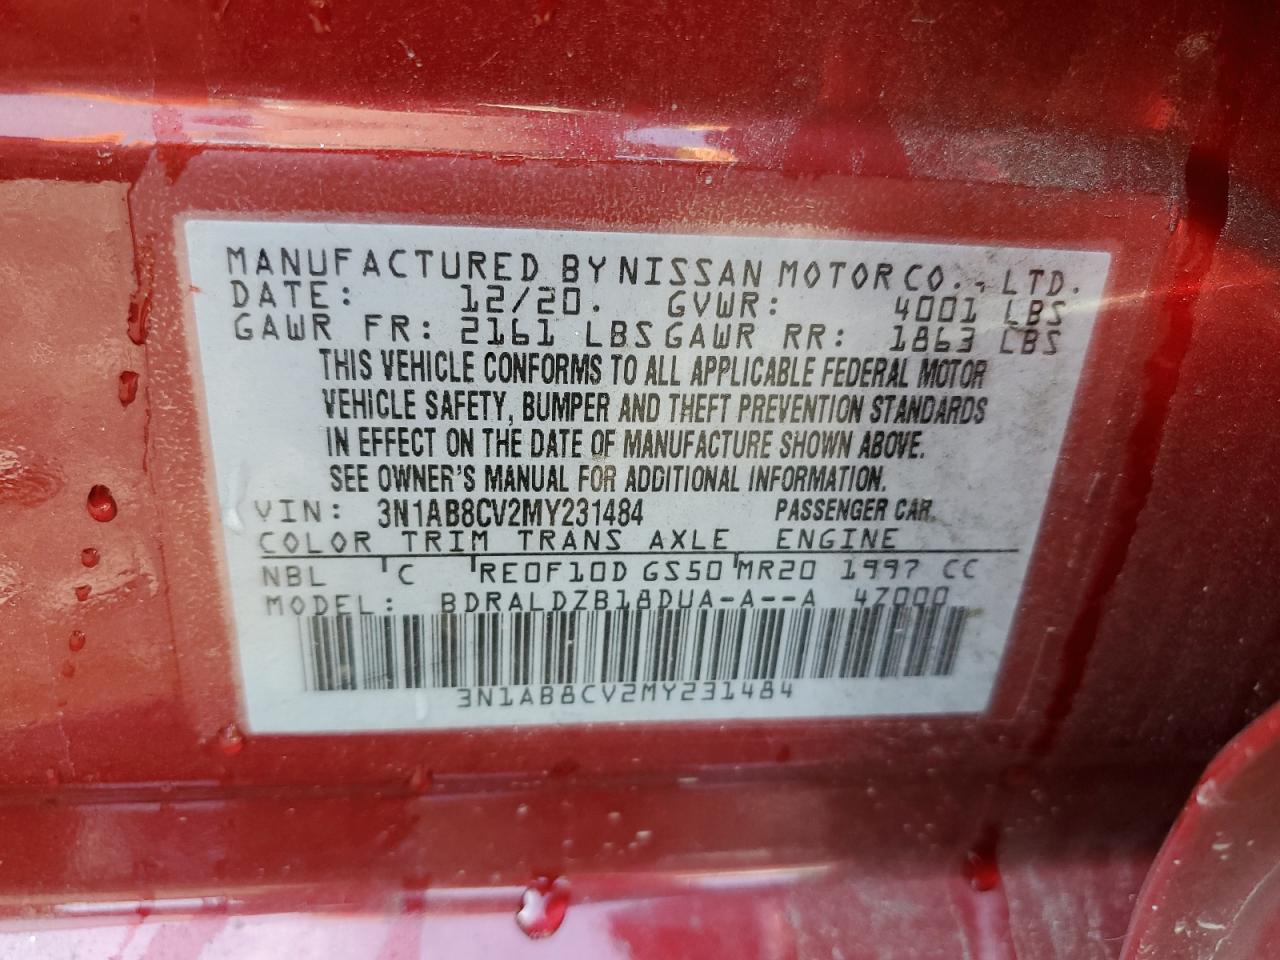 MANUFACTURED BY NISSAN MOTOR CO., LTD.
DATE: 12/20. GVWR: 4001 LBS
GAWR FR: 2161 LBS GAWR RR: 1863 LBS
THIS VEHICLE CONFORMS TO ALL APPLICABLE FEDERAL MOTOR
VEHICLE SAFETY, BUMPER AND THEFT PREVENTION STANDARDS
IN EFFECT ON THE DATE OF MANUFACTURE SHOWN ABOVE.
SEE OWNER'S MANUAL FOR ADDITIONAL INFORMATION.
VIN: 3N1AB8CV2MY231484 PASSENGER CAR.
COLOR TRIM TRANS AXLE ENGINE
NBL C RE0F10D GS50 MR20 1997 CC
MODEL: BDRALDZB18DUA-A--A 47000
3N1AB8CV2MY231484